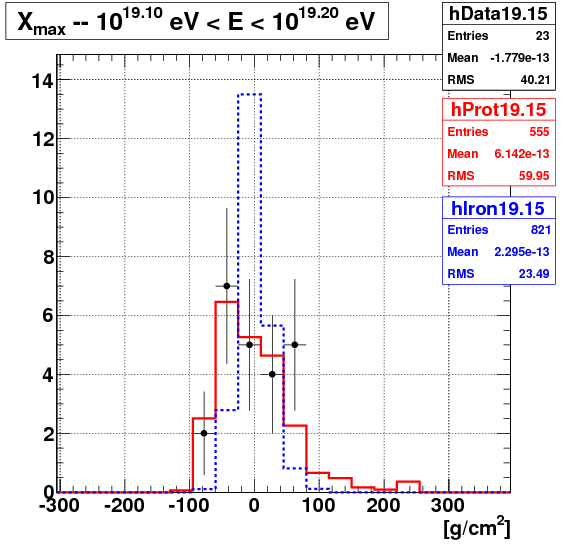 X_max -- 10^19.10 eV < E < 10^19.20 eV
hData19.15
Entries 23
Mean -1.779e-13
RMS 40.21
hProt19.15
Entries 555
Mean 6.142e-13
RMS 59.95
hIron19.15
Entries 821
Mean 2.295e-13
RMS 23.49
14
12
10
8
6
4
2
0
-300 -200 -100 0 100 200 300
[g/cm^2]